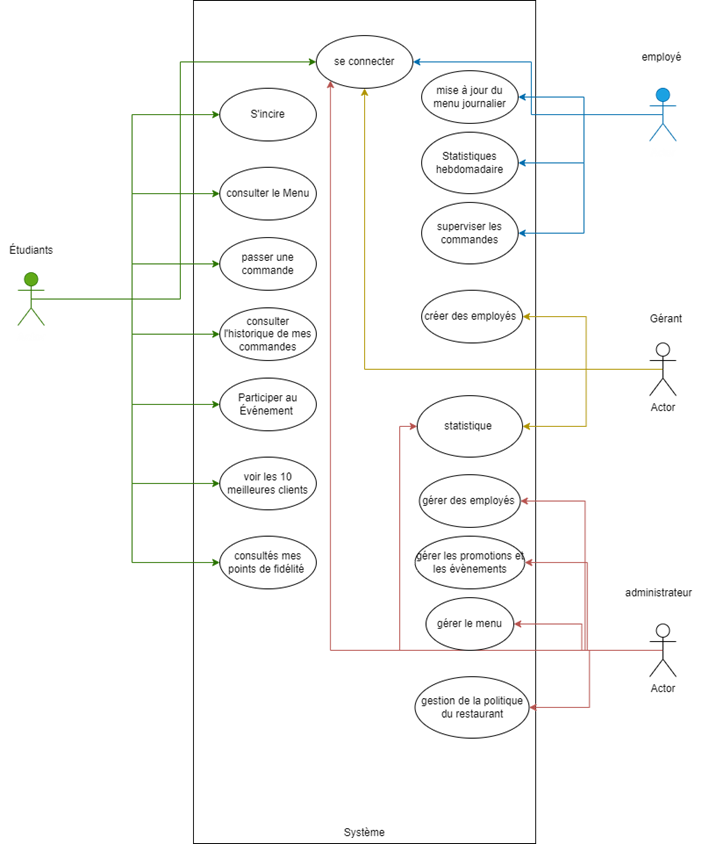 employé
se connecter
mise à jour du
menu journalier
S'incire
Statistiques
hebdomadaire
consulter le Menu
superviser les
commandes
Étudiants
passer une
commande
créer des employés
Gérant
consulter
l'historique de mes
commandes
Actor
Participer au
Événement
statistique
voir les 10
meilleures clients
gérer des employés
consultés mes
points de fidélité
gérer les promotions et
les évènements
administrateur
gérer le menu
Actor
gestion de la politique
du restaurant
Système